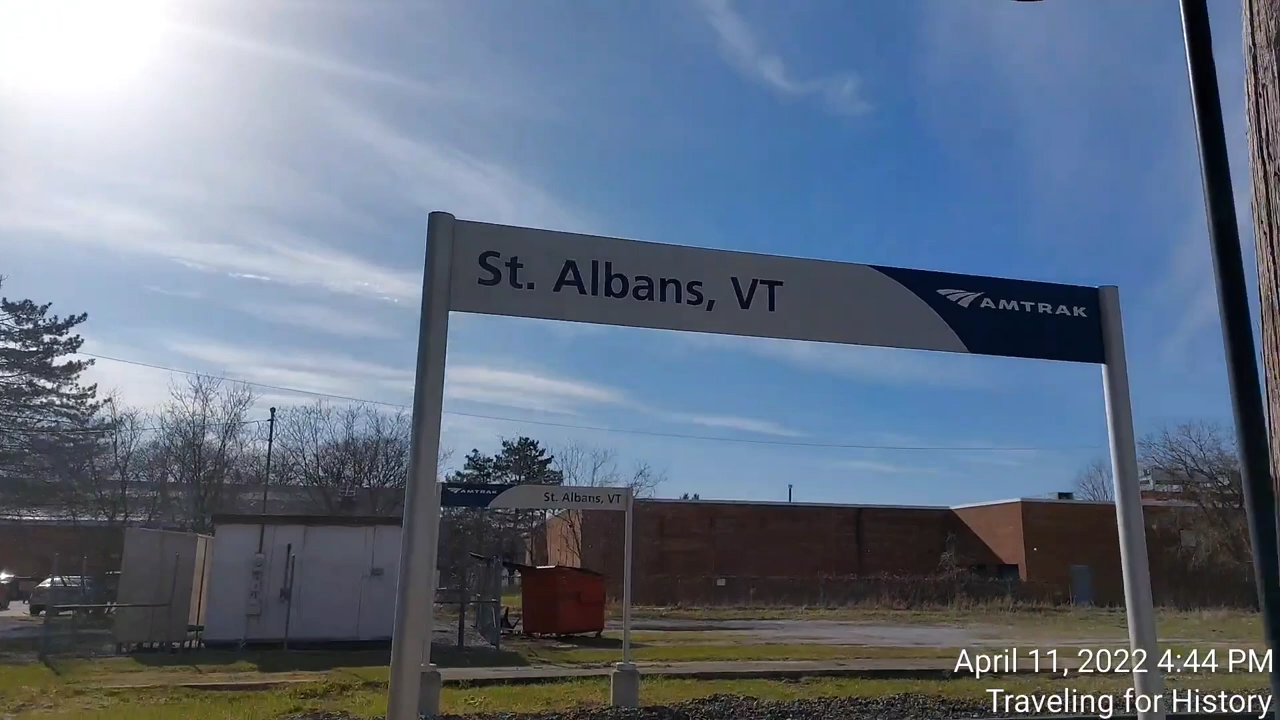 St. Albans, VT
AMTRAK
AMTRAK
St. Albans, VT
April 11, 2022 4:44 PM
Traveling for History